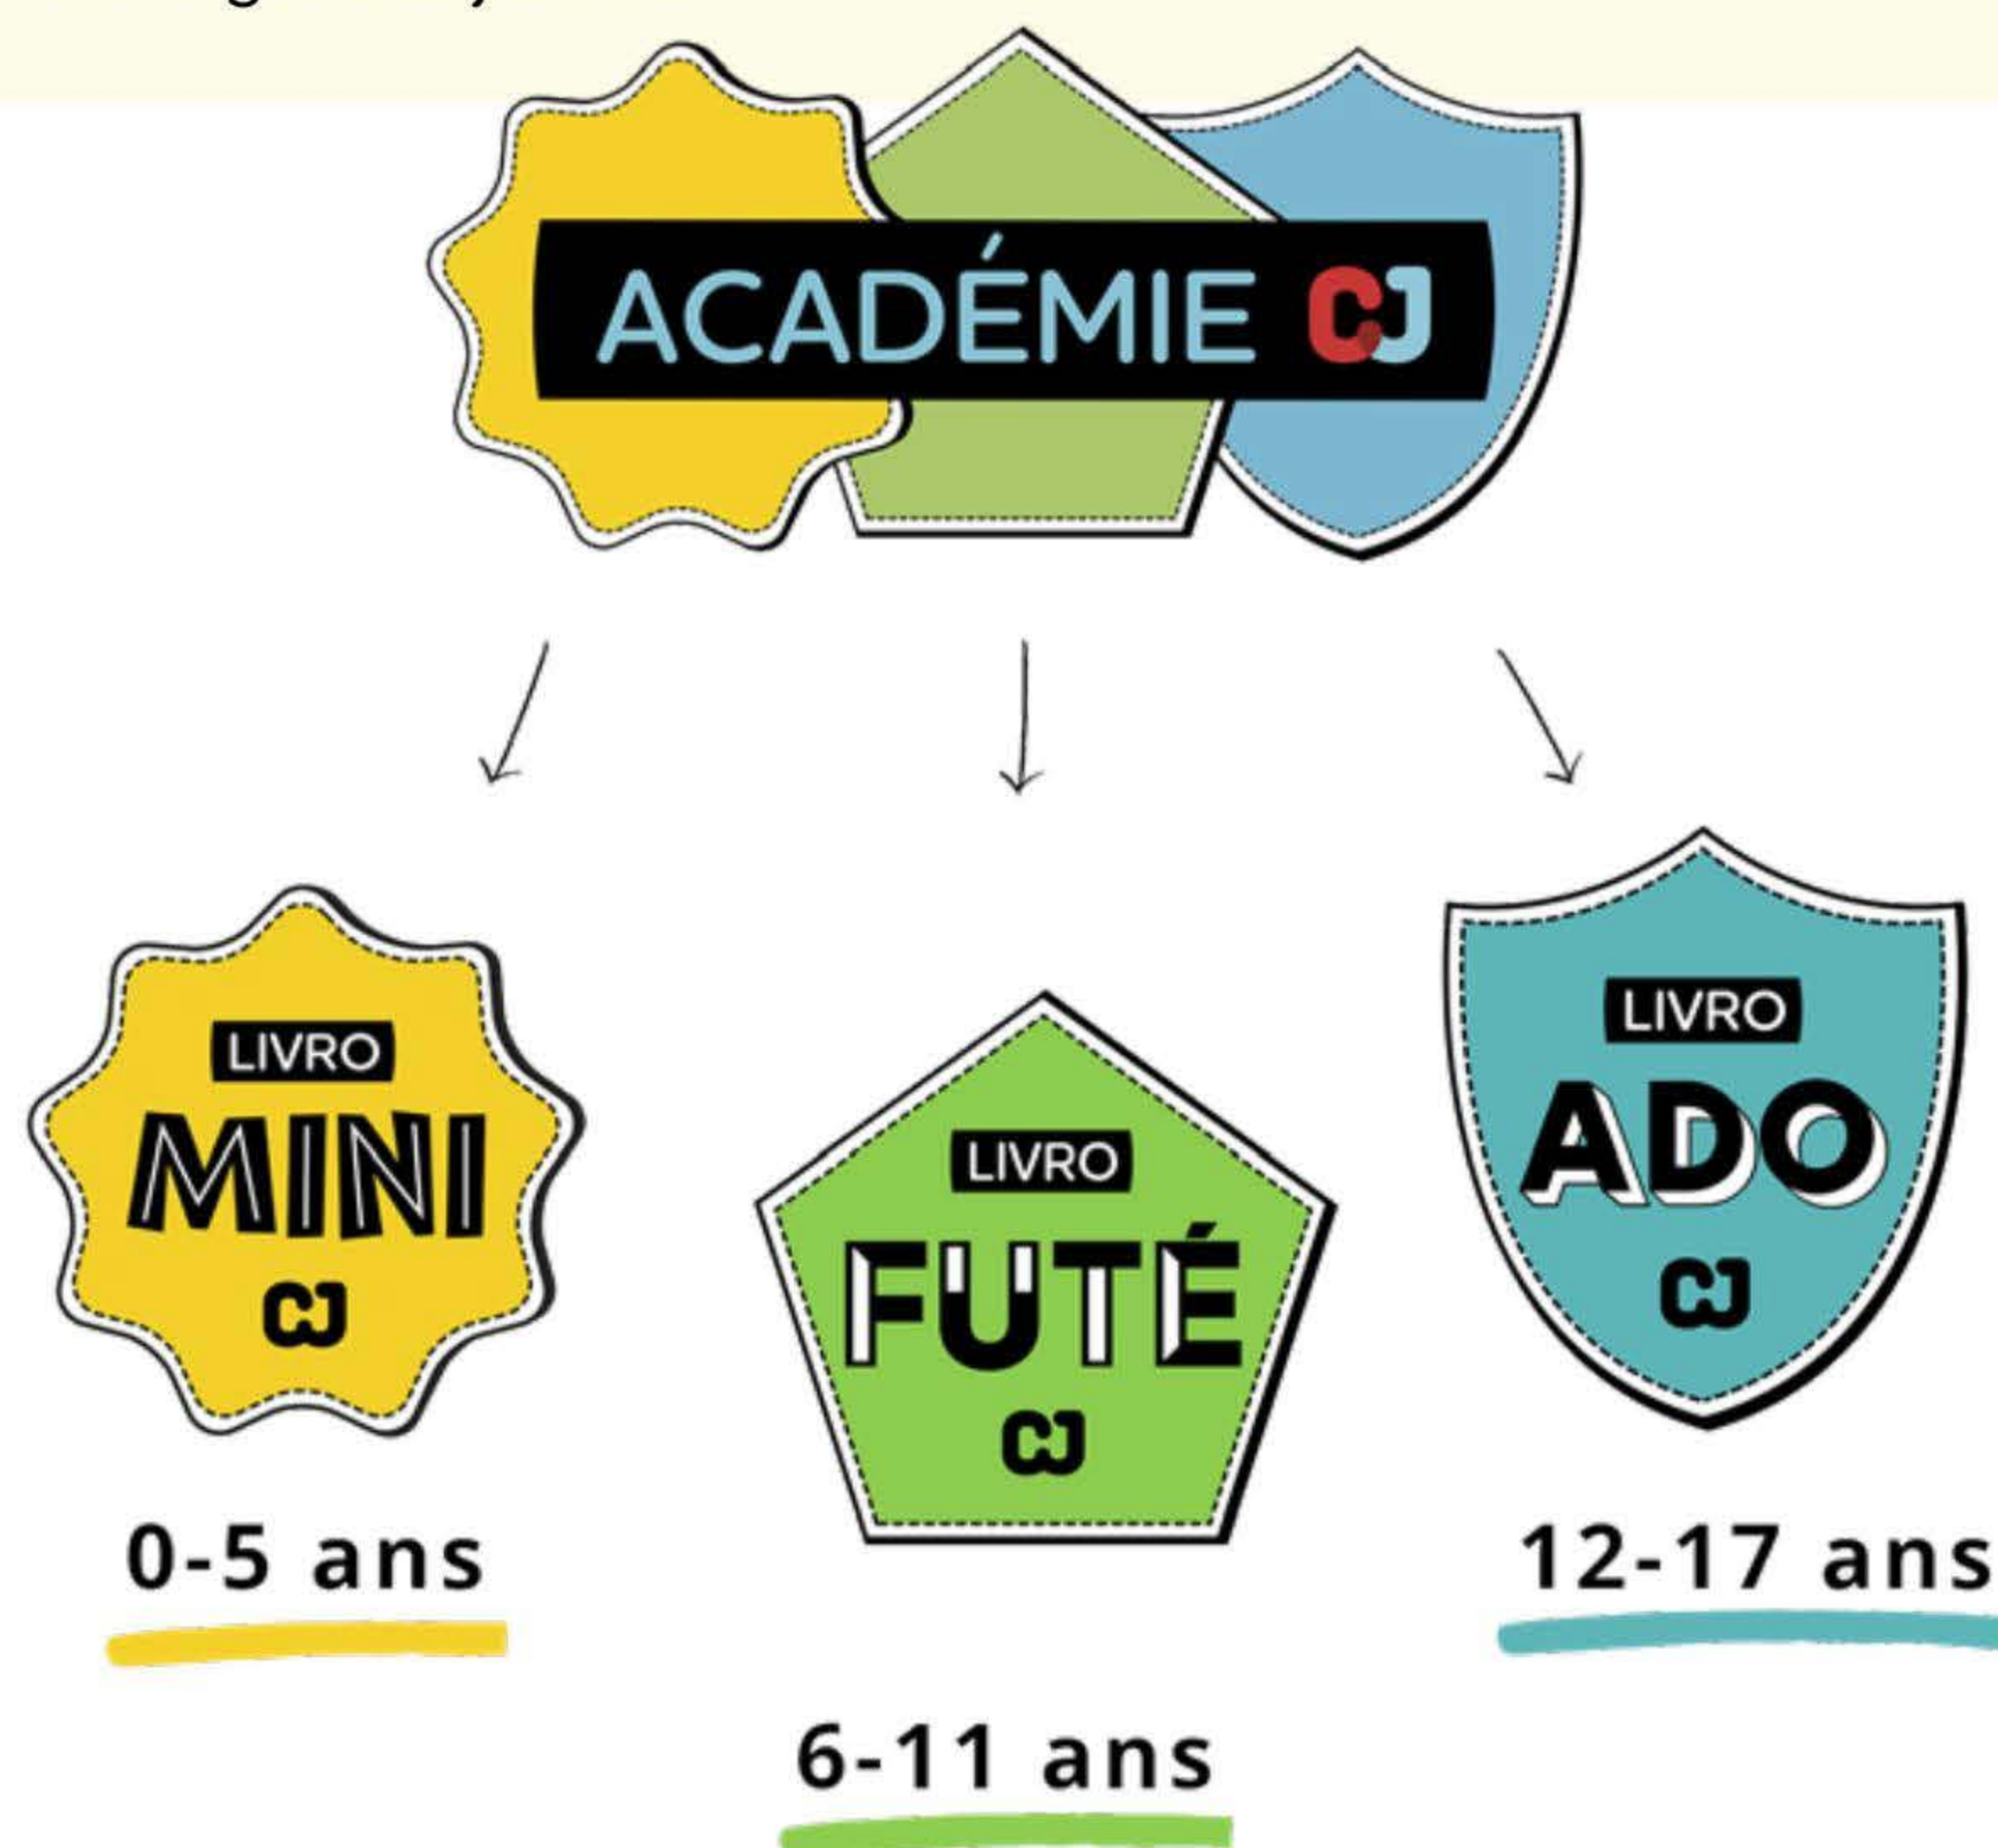 ACADÉMIE CJ
LIVRO
MINI
CJ
0-5 ans
LIVRO
FUTÉ
CJ
6-11 ans
LIVRO
ADO
CJ
12-17 ans